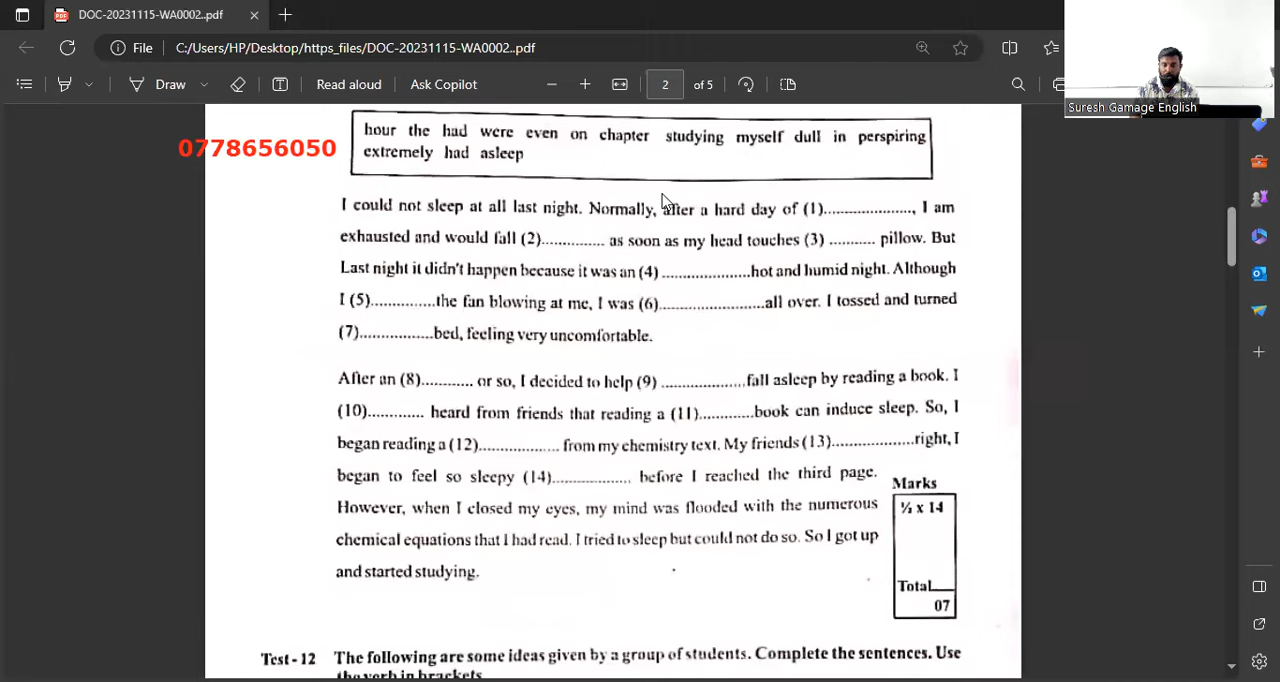 DOC-20231115-WA0002..pdf
File C:/Users/HP/Desktop/https_files/DOC-20231115-WA0002..pdf
Draw Read aloud Ask Copilot 2 of 5
Suresh Gamage English
0778656050
hour the had were even on chapter studying myself dull in perspiring
extremely had asleep
I could not sleep at all last night. Normally, after a hard day of (1)...................., I am
exhausted and would fall (2).............. as soon as my head touches (3) .......... pillow. But
Last night it didn't happen because it was an (4) ...................hot and humid night. Although
I (5)..............the fan blowing at me, I was (6).......................all over. I tossed and turned
(7)................bed, feeling very uncomfortable.
After an (8)........... or so, I decided to help (9) ..................fall asleep by reading a book. I
(10)............ heard from friends that reading a (11)............book can induce sleep. So, I
began reading a (12)................. from my chemistry text. My friends (13)..................right, I
began to feel so sleepy (14)................. before I reached the third page.
Marks
However, when I closed my eyes, my mind was flooded with the numerous
½ x 14
chemical equations that I had read. I tried to sleep but could not do so. So I got up
and started studying.
Total
07
Test - 12 The following are some ideas given by a group of students. Complete the sentences. Use
the verb in brackets